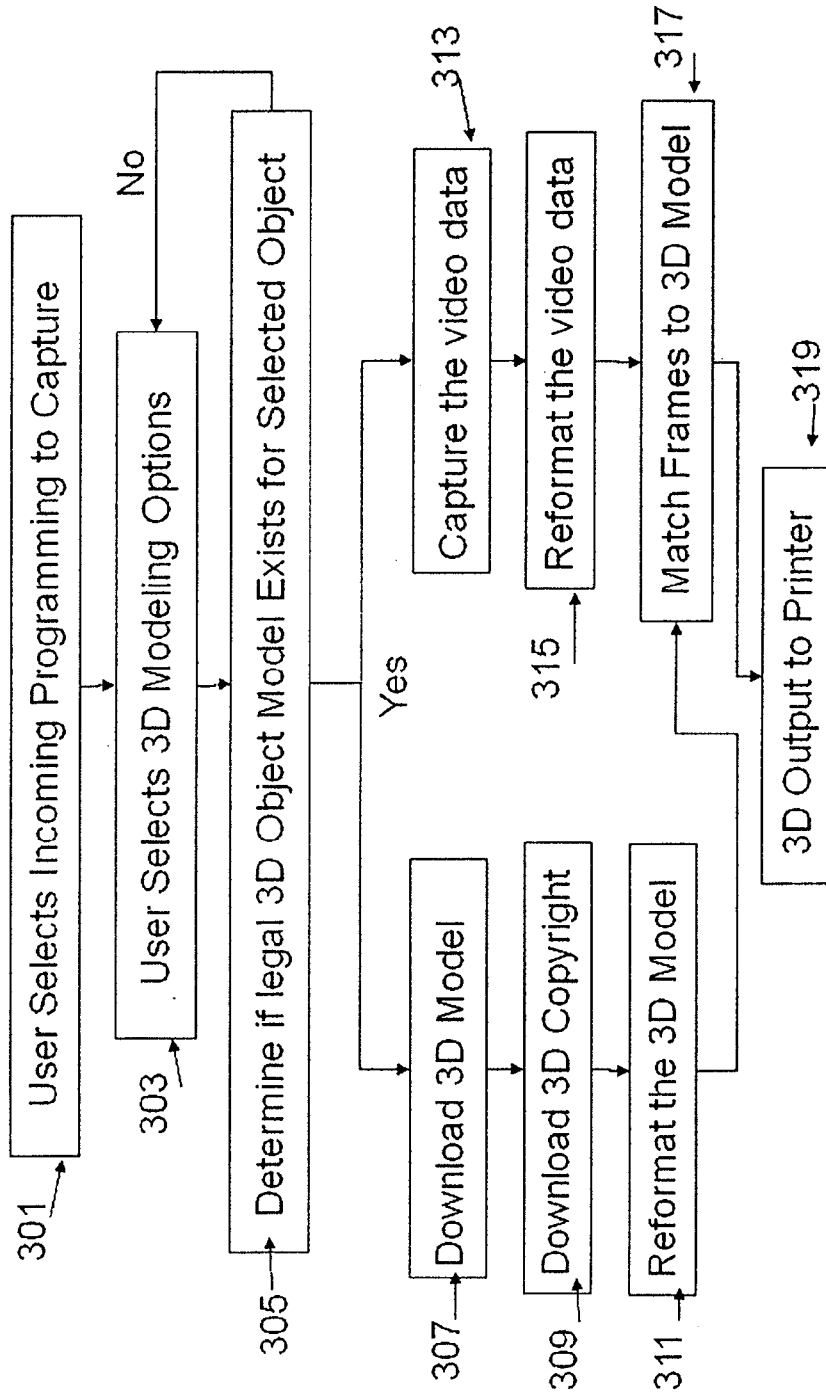 301
User Selects Incoming Programming to Capture
303
User Selects 3D Modeling Options
No
305
Determine if legal 3D Object Model Exists for Selected Object
Yes
307
Download 3D Model
309
Download 3D Copyright
311
Reformat the 3D Model
313
Capture the video data
315
Reformat the video data
317
Match Frames to 3D Model
319
3D Output to Printer